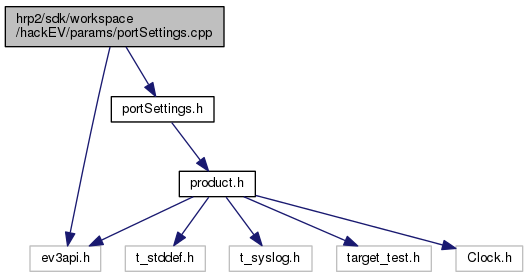 hrp2/sdk/workspace
/hackEV/params/portSettings.cpp
portSettings.h
product.h
ev3api.h
t_stddef.h
t_syslog.h
target_test.h
Clock.h